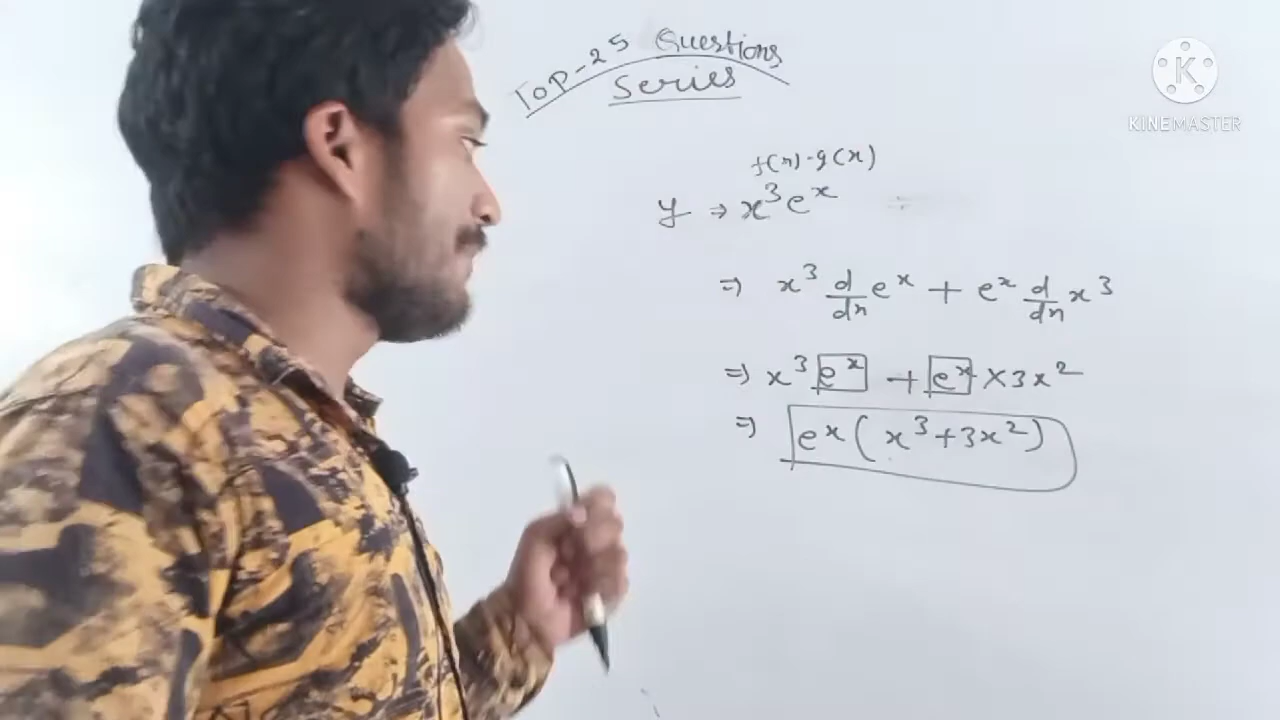 Top-25 Questions
Series
KINEMASTER
f(x)·g(x)
y ⇒ x³eˣ
⇒ x³ d/dx eˣ + eˣ d/dx x³
⇒ x³ eˣ + eˣ × 3x²
⇒ eˣ ( x³+3x²)